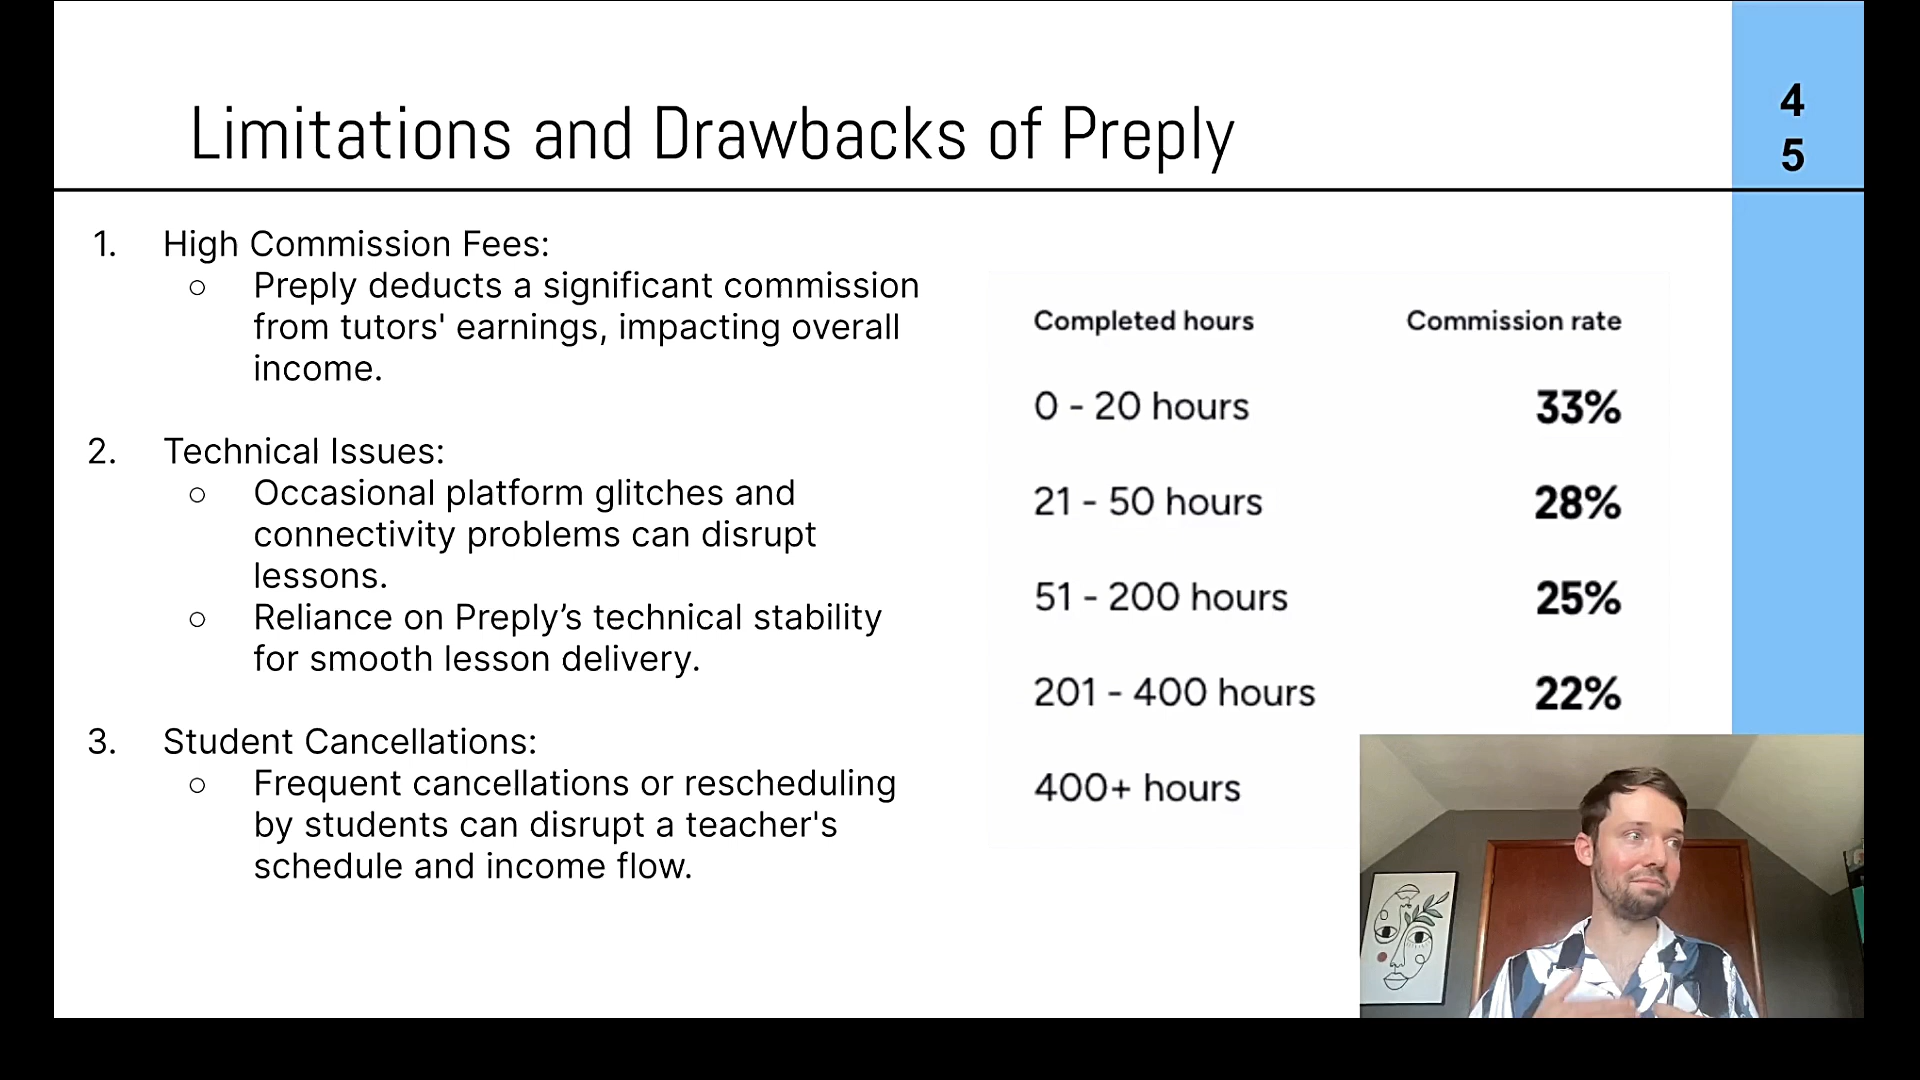 Limitations and Drawbacks of Preply
4
5
1. High Commission Fees:
○ Preply deducts a significant commission
from tutors' earnings, impacting overall
income.
2. Technical Issues:
○ Occasional platform glitches and
connectivity problems can disrupt
lessons.
○ Reliance on Preply’s technical stability
for smooth lesson delivery.
3. Student Cancellations:
○ Frequent cancellations or rescheduling
by students can disrupt a teacher's
schedule and income flow.
Completed hours Commission rate
0 - 20 hours 33%
21 - 50 hours 28%
51 - 200 hours 25%
201 - 400 hours 22%
400+ hours